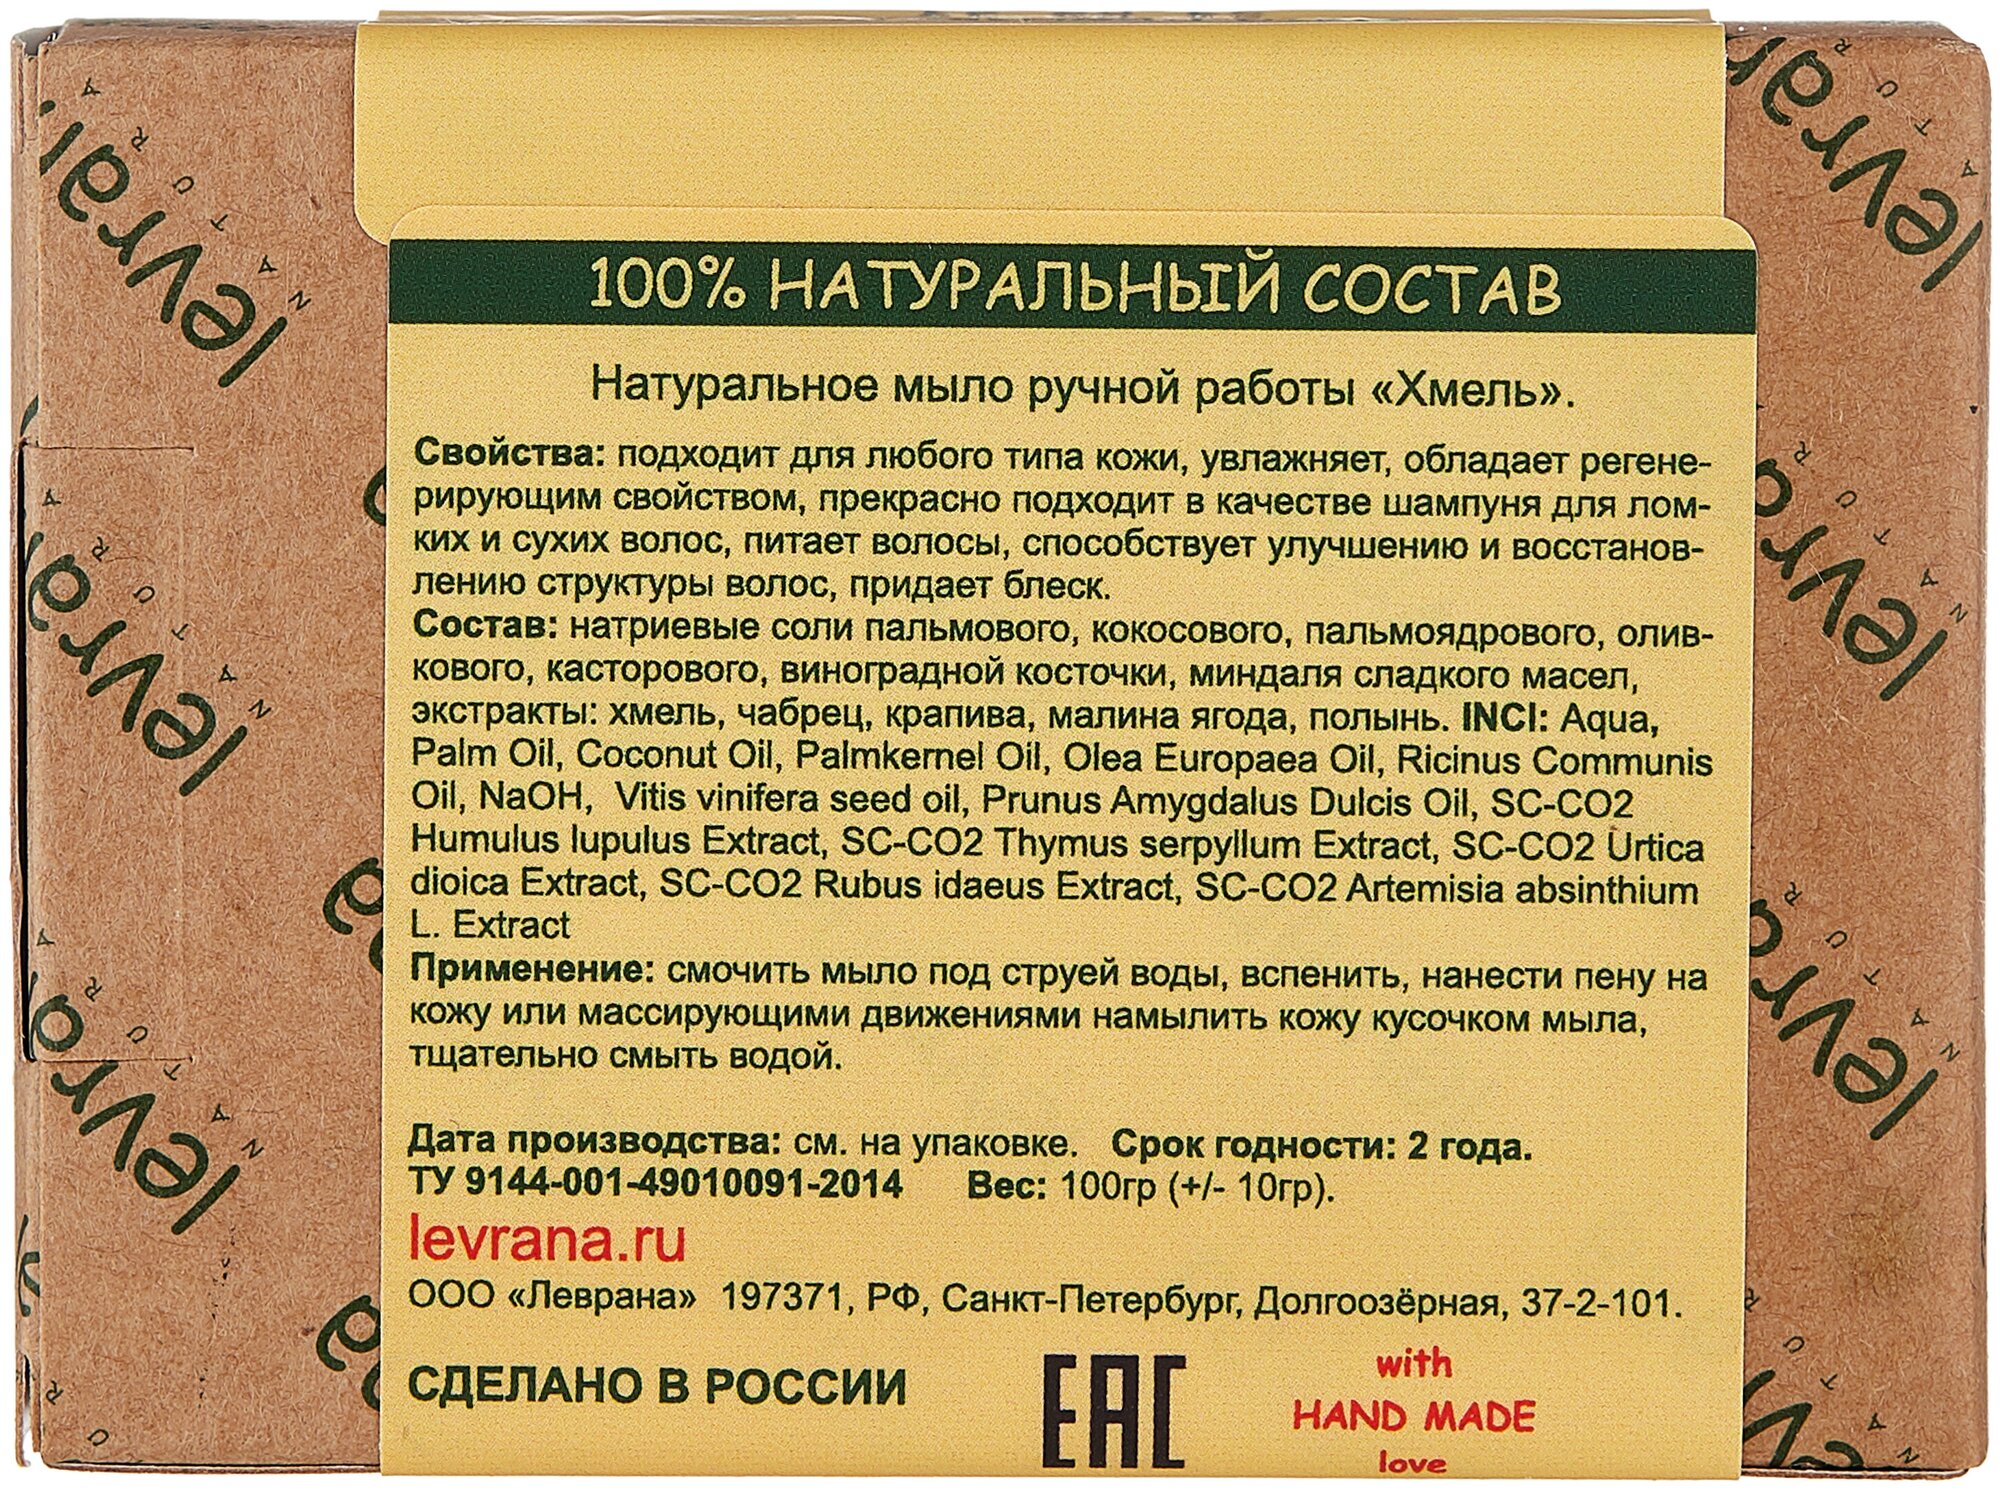 100% НАТУРАЛЬНЫЙ СОСТАВ
Натуральное мыло ручной работы «Хмель».
Свойства: подходит для любого типа кожи, увлажняет, обладает регене-
рирующим свойством, прекрасно подходит в качестве шампуня для лом-
ких и сухих волос, питает волосы, способствует улучшению и восстанов-
лению структуры волос, придает блеск.
Состав: натриевые соли пальмового, кокосового, пальмоядрового, олив-
кового, касторового, виноградной косточки, миндаля сладкого масел,
экстракты: хмель, чабрец, крапива, малина ягода, полынь. INCI: Aqua,
Palm Oil, Coconut Oil, Palmkernel Oil, Olea Europaea Oil, Ricinus Communis
Oil, NaOH, Vitis vinifera seed oil, Prunus Amygdalus Dulcis Oil, SC-CO2
Humulus lupulus Extract, SC-CO2 Thymus serpyllum Extract, SC-CO2 Urtica
dioica Extract, SC-CO2 Rubus idaeus Extract, SC-CO2 Artemisia absinthium
L. Extract
Применение: смочить мыло под струей воды, вспенить, нанести пену на
кожу или массирующими движениями намылить кожу кусочком мыла,
тщательно смыть водой.
Дата производства: см. на упаковке. Срок годности: 2 года.
ТУ 9144-001-49010091-2014 Вес: 100гр (+/- 10гр).
levrana.ru
ООО «Леврана» 197371, РФ, Санкт-Петербург, Долгоозёрная, 37-2-101.
СДЕЛАНО В РОССИИ
EAC
with
HAND MADE
love